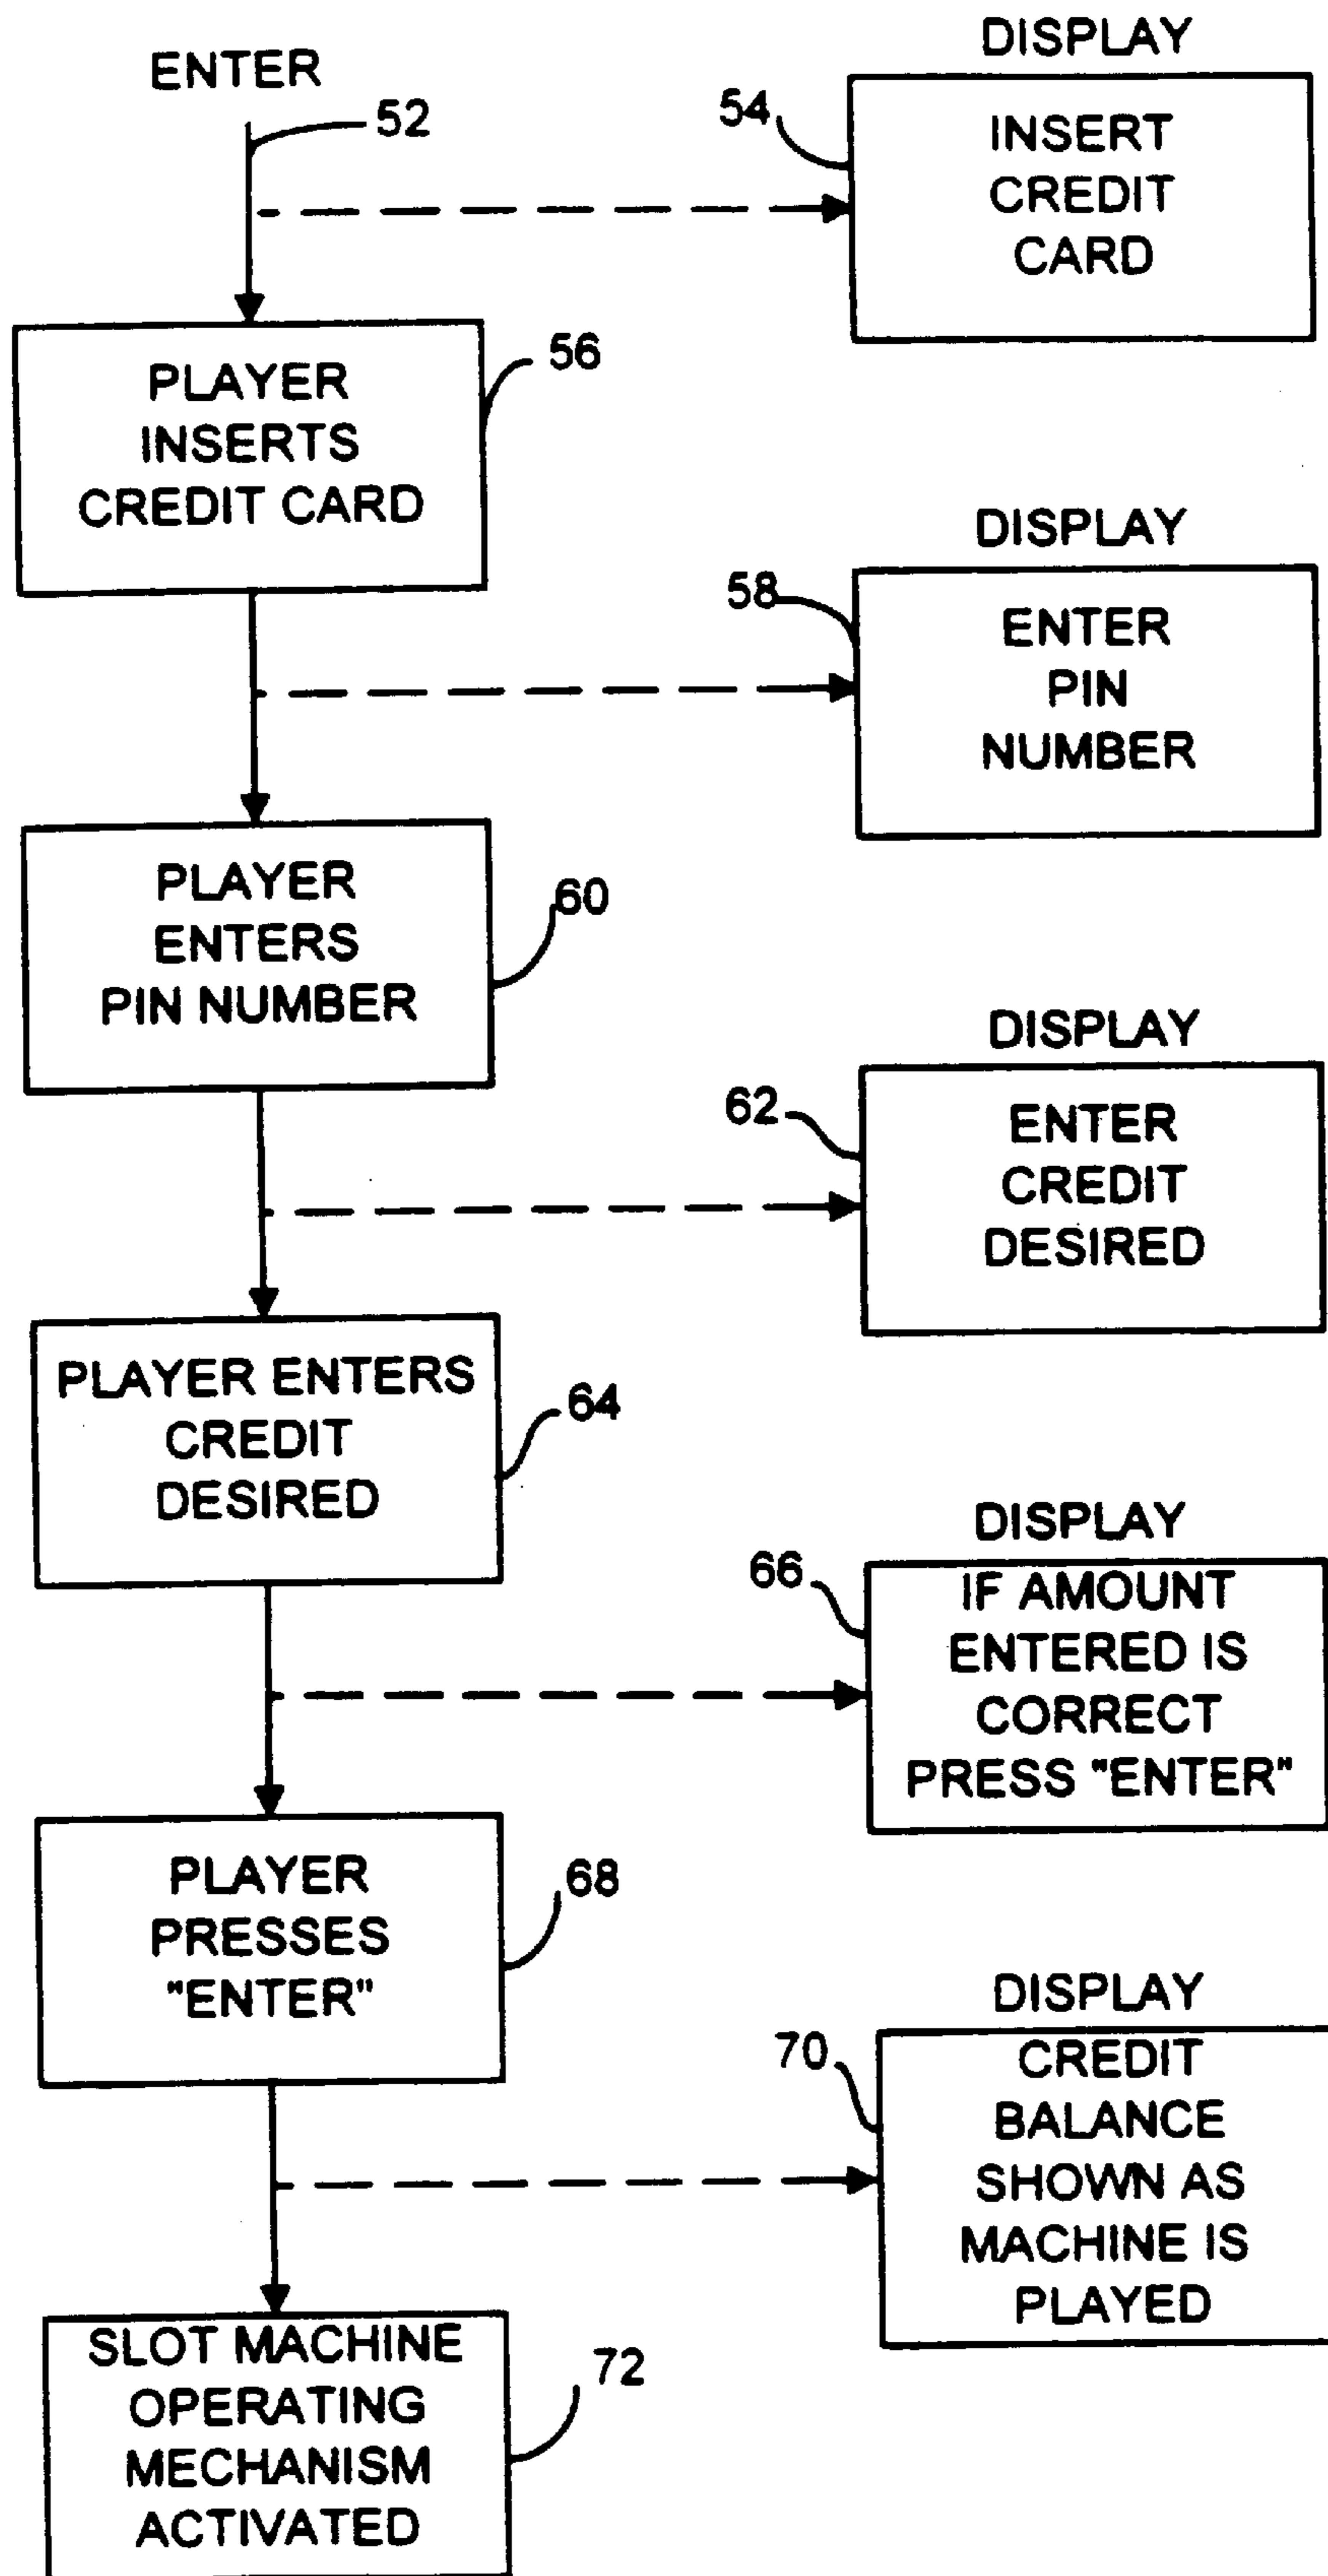 ENTER
52
DISPLAY
54
INSERT
CREDIT
CARD
PLAYER
INSERTS
CREDIT CARD
56
DISPLAY
58
ENTER
PIN
NUMBER
PLAYER
ENTERS
PIN NUMBER
60
DISPLAY
62
ENTER
CREDIT
DESIRED
PLAYER ENTERS
CREDIT
DESIRED
64
DISPLAY
66
IF AMOUNT
ENTERED IS
CORRECT
PRESS "ENTER"
PLAYER
PRESSES
"ENTER"
68
DISPLAY
70
CREDIT
BALANCE
SHOWN AS
MACHINE IS
PLAYED
SLOT MACHINE
OPERATING
MECHANISM
ACTIVATED
72